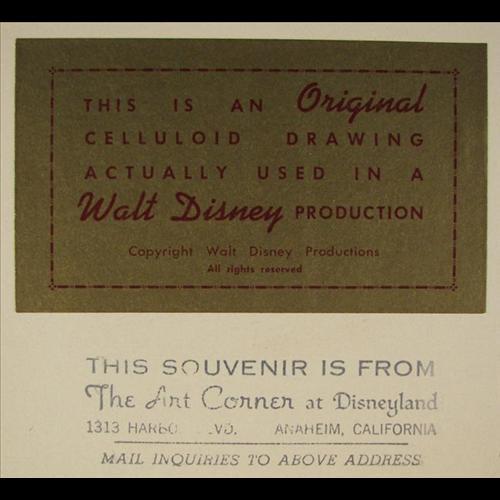 THIS IS AN Original
CELLULOID DRAWING
ACTUALLY USED IN A
Walt Disney PRODUCTION
Copyright Walt Disney Productions
All rights reserved
THIS SOUVENIR IS FROM
The Art Corner at Disneyland
1313 ANAHEIM, CALIFORNIA
MAIL INQUIRIES TO ABOVE ADDRESS